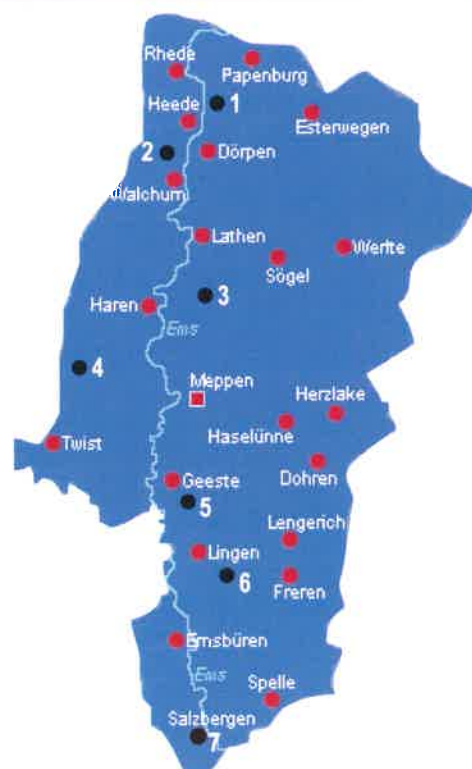 Rhede
Papenburg
1
Heede
Esterwegen
2
Dörpen
Walchum
Lathen
Werlte
Sögel
3
Haren
Ems
4
Meppen
Herzlake
Haselünne
Twist
Dohren
Geeste
5
Lengerich
Lingen
6
Freren
Emsbüren
Ems
Spelle
Salzbergen
7